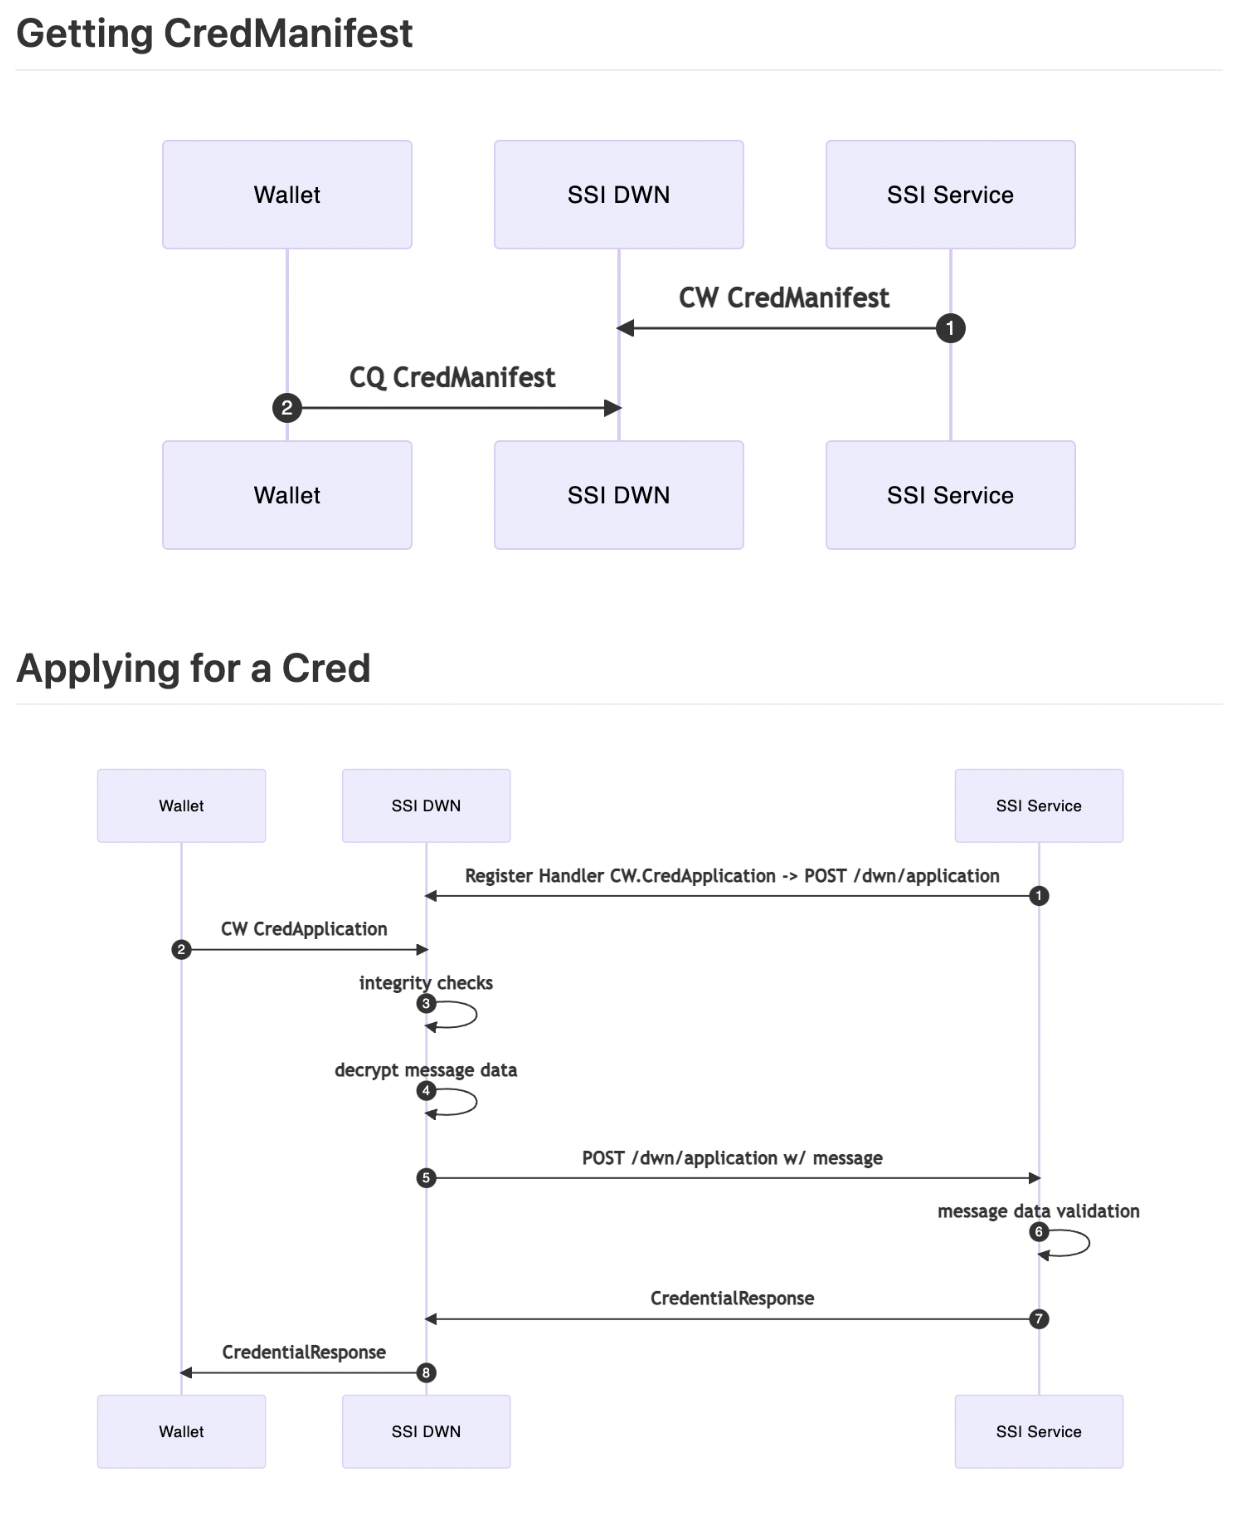 Getting CredManifest
Wallet
SSI DWN
SSI Service
CW CredManifest
1
CQ CredManifest
2
Wallet
SSI DWN
SSI Service
Applying for a Cred
Wallet
SSI DWN
SSI Service
Register Handler CW.CredApplication -> POST /dwn/application
1
CW CredApplication
2
integrity checks
3
decrypt message data
4
POST /dwn/application w/ message
5
message data validation
6
CredentialResponse
7
CredentialResponse
8
Wallet
SSI DWN
SSI Service